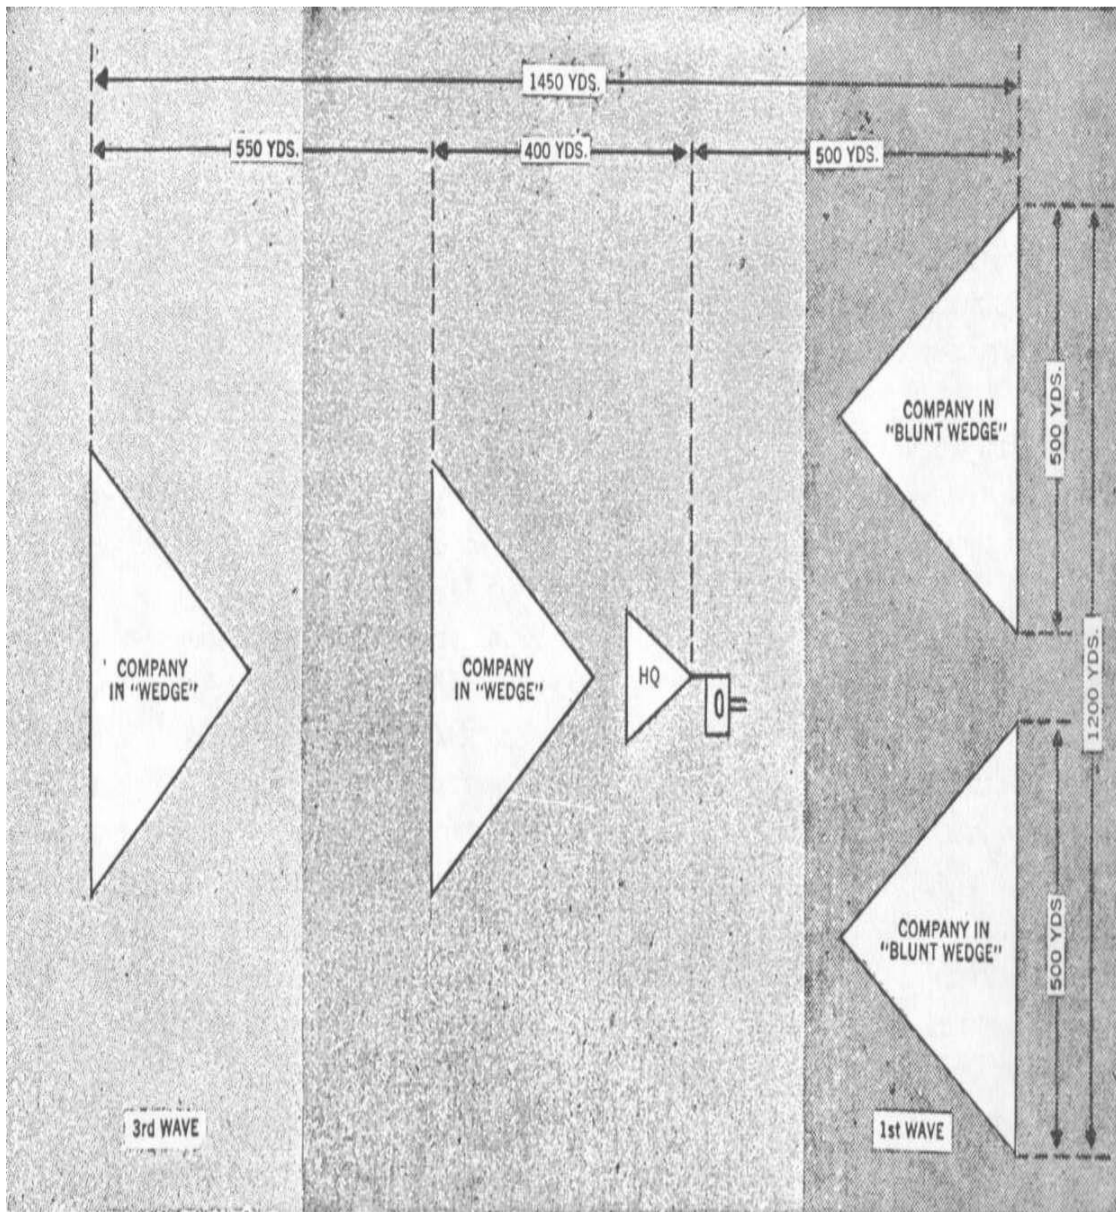 1450 YDS.
550 YDS.
400 YDS.
500 YDS.
COMPANY IN
"BLUNT WEDGE"
500 YDS.
1200 YDS.
COMPANY
IN "WEDGE"
COMPANY
IN "WEDGE"
HQ
COMPANY IN
"BLUNT WEDGE"
500 YDS
3rd WAVE
1st WAVE